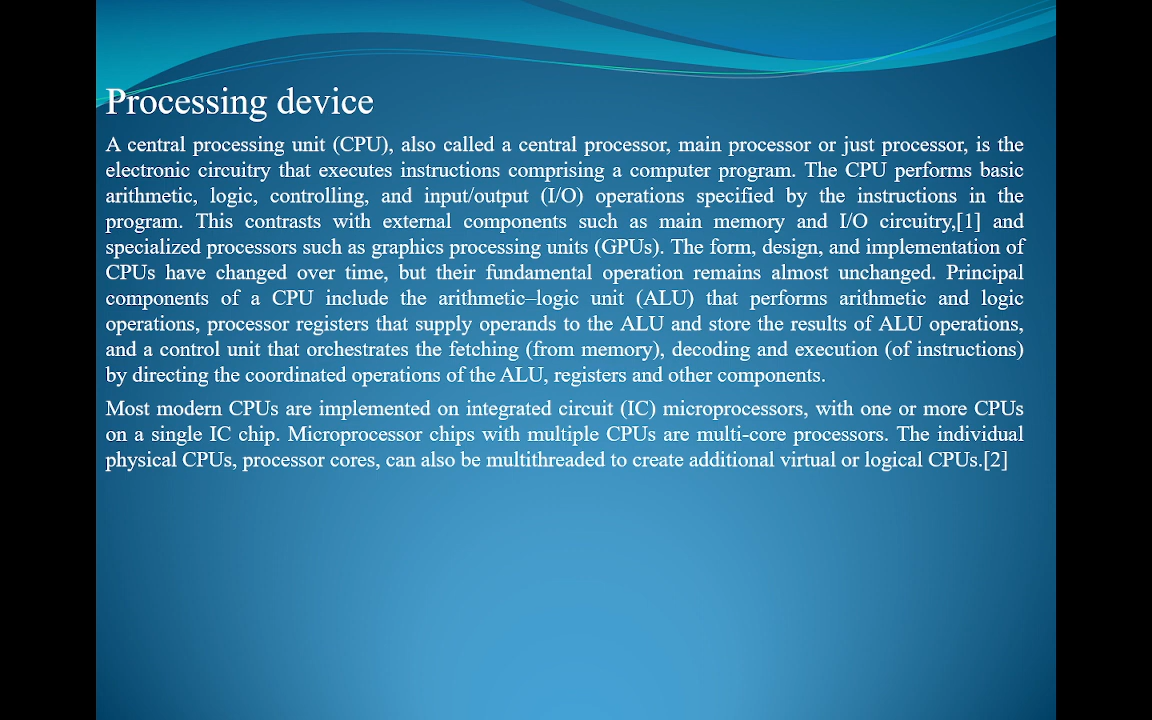 Processing device
A central processing unit (CPU), also called a central processor, main processor or just processor, is the
electronic circuitry that executes instructions comprising a computer program. The CPU performs basic
arithmetic, logic, controlling, and input/output (I/O) operations specified by the instructions in the
program. This contrasts with external components such as main memory and I/O circuitry,[1] and
specialized processors such as graphics processing units (GPUs). The form, design, and implementation of
CPUs have changed over time, but their fundamental operation remains almost unchanged. Principal
components of a CPU include the arithmetic–logic unit (ALU) that performs arithmetic and logic
operations, processor registers that supply operands to the ALU and store the results of ALU operations,
and a control unit that orchestrates the fetching (from memory), decoding and execution (of instructions)
by directing the coordinated operations of the ALU, registers and other components.
Most modern CPUs are implemented on integrated circuit (IC) microprocessors, with one or more CPUs
on a single IC chip. Microprocessor chips with multiple CPUs are multi-core processors. The individual
physical CPUs, processor cores, can also be multithreaded to create additional virtual or logical CPUs.[2]